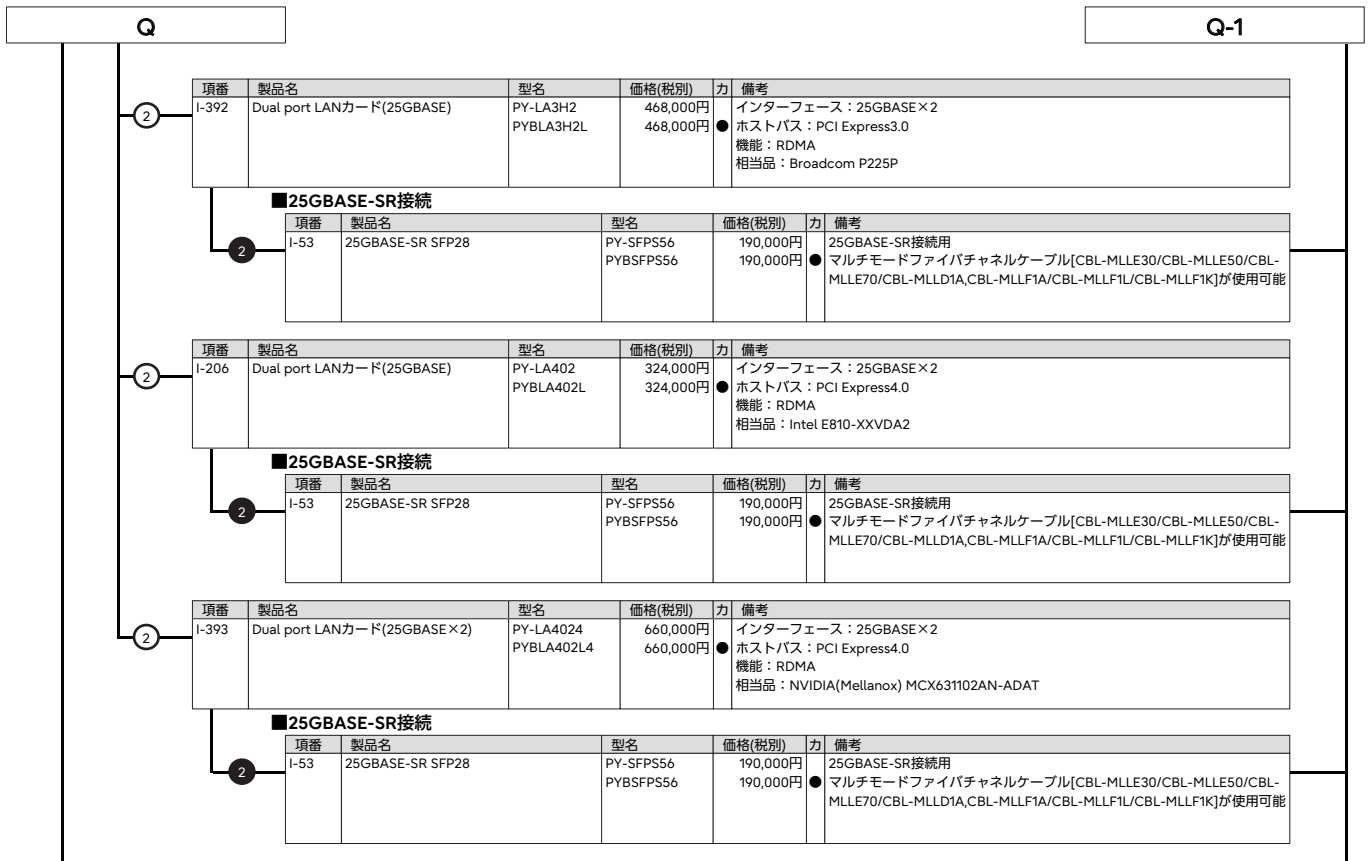 Q
Q-1
項番 製品名 型名 価格(税別) カ 備考
2 I-392 Dual port LANカード(25GBASE) PY-LA3H2 468,000円 インターフェース：25GBASE×2
PYBLA3H2L 468,000円 ● ホストバス：PCI Express3.0
機能：RDMA
相当品：Broadcom P225P
■25GBASE-SR接続
項番 製品名 型名 価格(税別) カ 備考
2 I-53 25GBASE-SR SFP28 PY-SFPS56 190,000円 25GBASE-SR接続用
PYBSFPS56 190,000円 ● マルチモードファイバチャネルケーブル[CBL-MLLE30/CBL-MLLE50/CBL-
MLLE70/CBL-MLLD1A,CBL-MLLF1A/CBL-MLLF1L/CBL-MLLF1K]が使用可能
項番 製品名 型名 価格(税別) カ 備考
2 I-206 Dual port LANカード(25GBASE) PY-LA402 324,000円 インターフェース：25GBASE×2
PYBLA402L 324,000円 ● ホストバス：PCI Express4.0
機能：RDMA
相当品：Intel E810-XXVDA2
■25GBASE-SR接続
項番 製品名 型名 価格(税別) カ 備考
2 I-53 25GBASE-SR SFP28 PY-SFPS56 190,000円 25GBASE-SR接続用
PYBSFPS56 190,000円 ● マルチモードファイバチャネルケーブル[CBL-MLLE30/CBL-MLLE50/CBL-
MLLE70/CBL-MLLD1A,CBL-MLLF1A/CBL-MLLF1L/CBL-MLLF1K]が使用可能
項番 製品名 型名 価格(税別) カ 備考
2 I-393 Dual port LANカード(25GBASE×2) PY-LA4024 660,000円 インターフェース：25GBASE×2
PYBLA402L4 660,000円 ● ホストバス：PCI Express4.0
機能：RDMA
相当品：NVIDIA(Mellanox) MCX631102AN-ADAT
■25GBASE-SR接続
項番 製品名 型名 価格(税別) カ 備考
2 I-53 25GBASE-SR SFP28 PY-SFPS56 190,000円 25GBASE-SR接続用
PYBSFPS56 190,000円 ● マルチモードファイバチャネルケーブル[CBL-MLLE30/CBL-MLLE50/CBL-
MLLE70/CBL-MLLD1A,CBL-MLLF1A/CBL-MLLF1L/CBL-MLLF1K]が使用可能